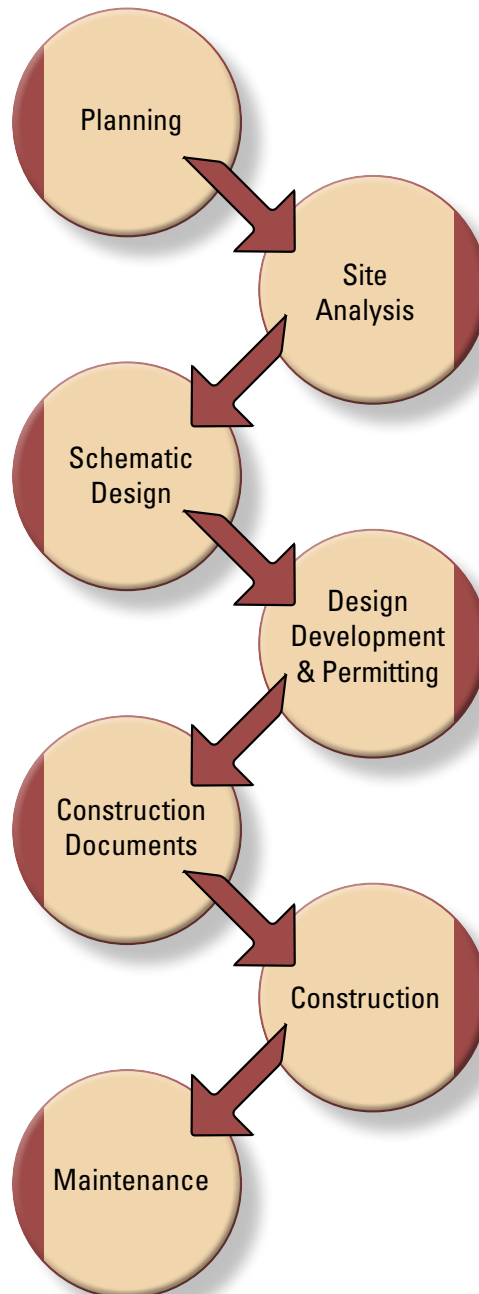 Planning
Site
Analysis
Schematic
Design
Design
Development
& Permitting
Construction
Documents
Construction
Maintenance